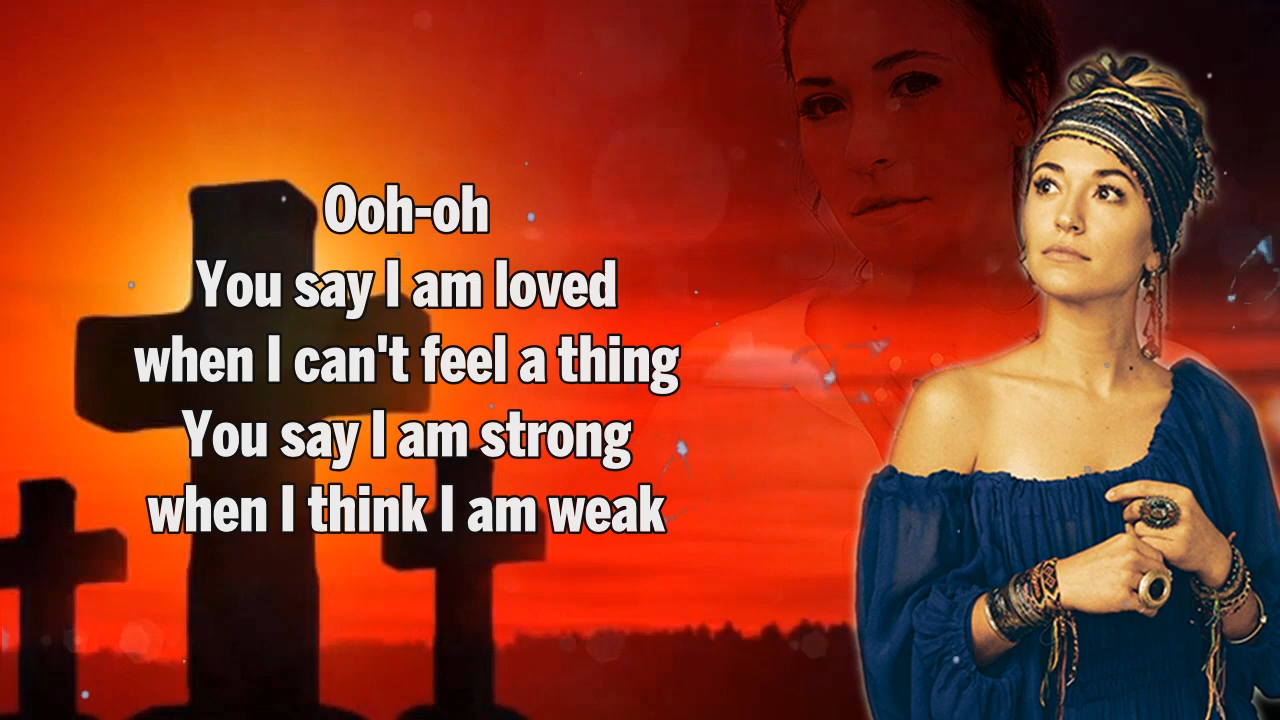 Ooh-oh
You say I am loved
when I can't feel a thing
You say I am strong
when I think I am weak